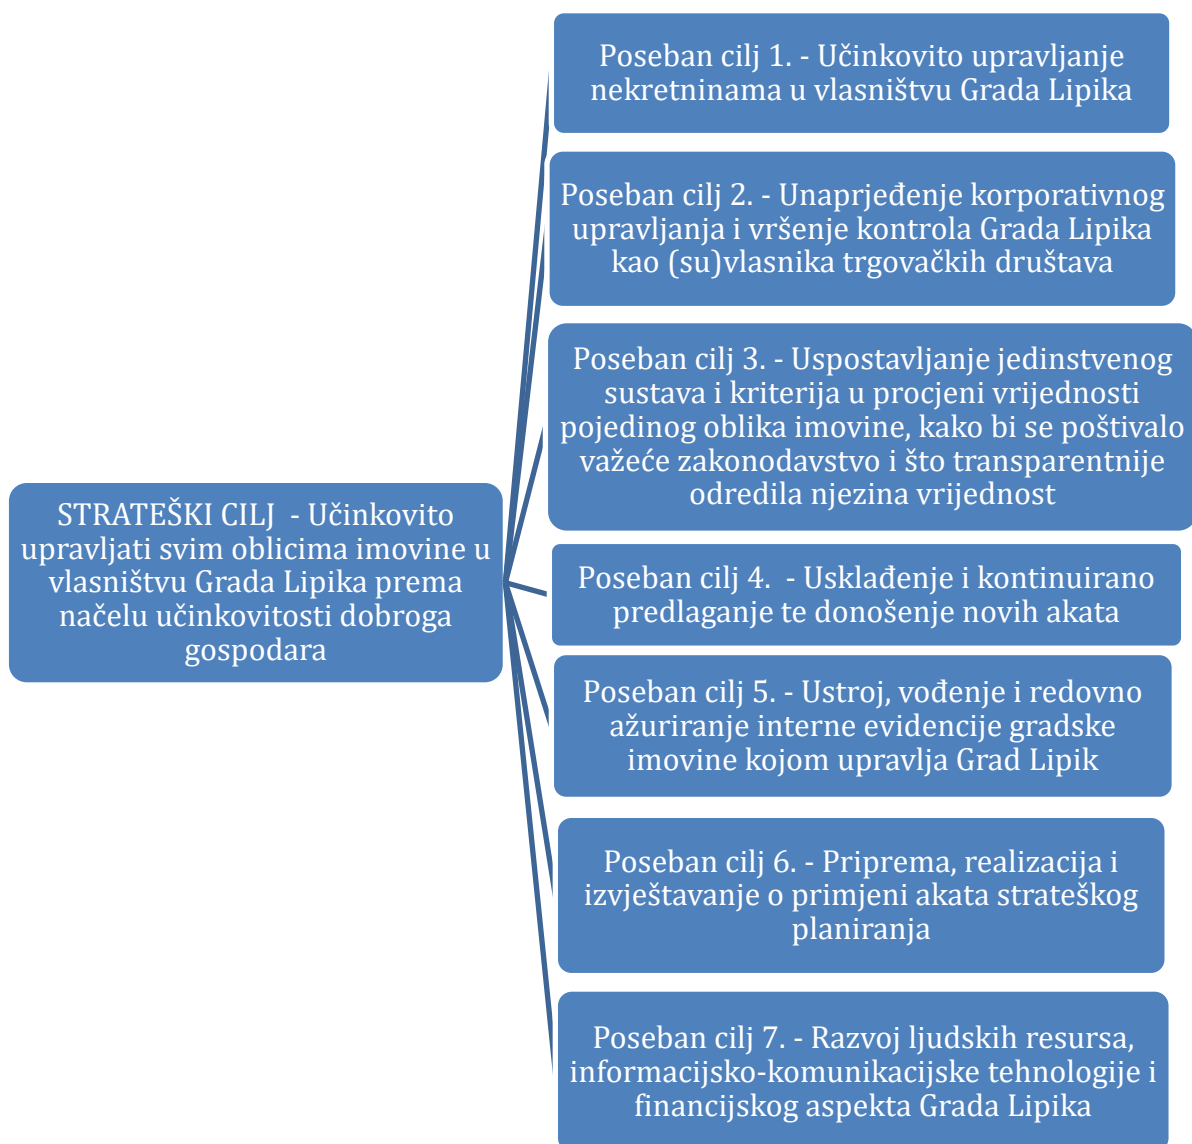 STRATEŠKI CILJ - Učinkovito
upravljati svim oblicima imovine u
vlasništvu Grada Lipika prema
načelu učinkovitosti dobroga
gospodara
Poseban cilj 1. - Učinkovito upravljanje
nekretninama u vlasništvu Grada Lipika
Poseban cilj 2. - Unaprjeđenje korporativnog
upravljanja i vršenje kontrola Grada Lipika
kao (su)vlasnika trgovačkih društava
Poseban cilj 3. - Uspostavljanje jedinstvenog
sustava i kriterija u procjeni vrijednosti
pojedinog oblika imovine, kako bi se poštivalo
važeće zakonodavstvo i što transparentnije
odredila njezina vrijednost
Poseban cilj 4. - Usklađenje i kontinuirano
predlaganje te donošenje novih akata
Poseban cilj 5. - Ustroj, vođenje i redovno
ažuriranje interne evidencije gradske
imovine kojom upravlja Grad Lipik
Poseban cilj 6. - Priprema, realizacija i
izvještavanje o primjeni akata strateškog
planiranja
Poseban cilj 7. - Razvoj ljudskih resursa,
informacijsko-komunikacijske tehnologije i
financijskog aspekta Grada Lipika